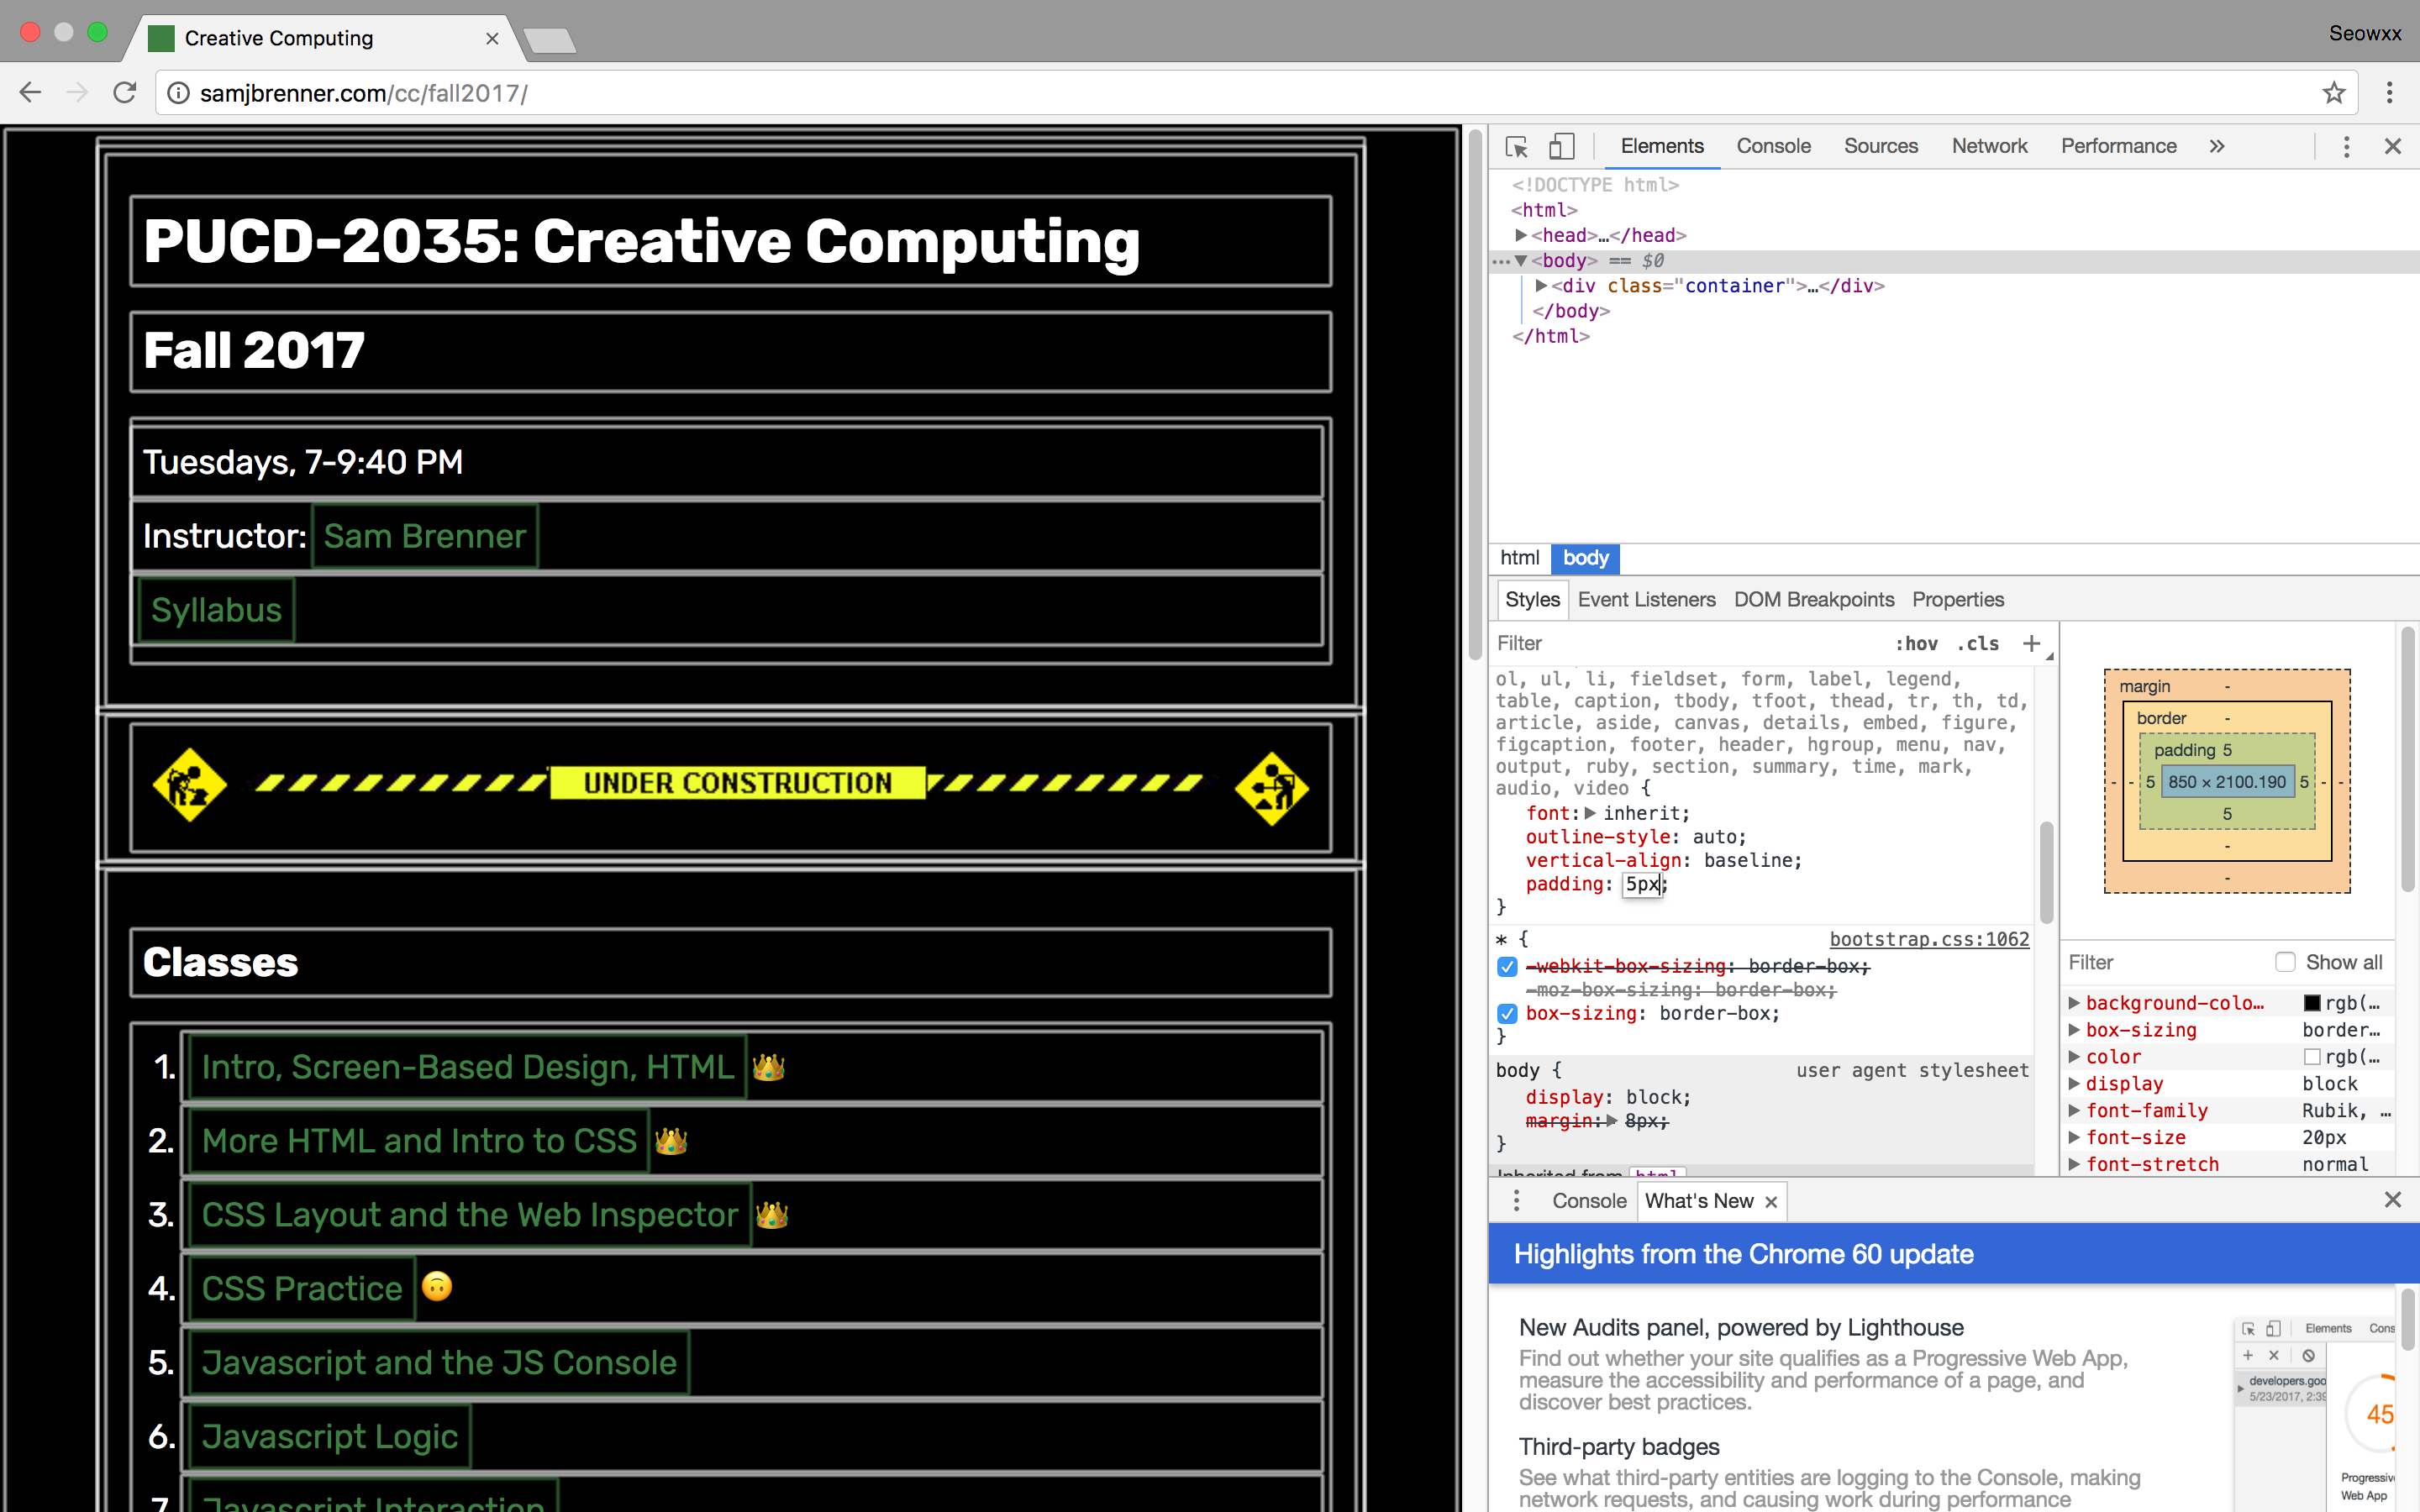 Creative Computing
Seowxx
samjbrenner.com/cc/fall2017/
PUCD-2035: Creative Computing
Fall 2017
Tuesdays, 7-9:40 PM
Instructor: Sam Brenner
Syllabus
UNDER CONSTRUCTION
Classes
1. Intro, Screen-Based Design, HTML 👑
2. More HTML and Intro to CSS 👑
3. CSS Layout and the Web Inspector 👑
4. CSS Practice 🙃
5. Javascript and the JS Console
6. Javascript Logic
7. Javascript Interaction
Elements Console Sources Network Performance »
<!DOCTYPE html>
<html>
▶<head>…</head>
…▼<body> == $0
▶<div class="container">…</div>
</body>
</html>
html body
Styles Event Listeners DOM Breakpoints Properties
Filter :hov .cls +
ol, ul, li, fieldset, form, label, legend,
table, caption, tbody, tfoot, thead, tr, th, td,
article, aside, canvas, details, embed, figure,
figcaption, footer, header, hgroup, menu, nav,
output, ruby, section, summary, time, mark,
audio, video {
font:▶ inherit;
outline-style: auto;
vertical-align: baseline;
padding: 5px;
}
* { bootstrap.css:1062
-webkit-box-sizing: border-box;
-moz-box-sizing: border-box;
box-sizing: border-box;
}
body { user agent stylesheet
display: block;
margin:▶ 8px;
}
Inherited from html
margin -
border -
padding 5
- - 5 850 × 2100.190 5 - -
5
-
-
Filter Show all
▶ background-colo… rgb(…
▶ box-sizing border…
▶ color rgb(…
▶ display block
▶ font-family Rubik, …
▶ font-size 20px
▶ font-stretch normal
Console What's New ×
Highlights from the Chrome 60 update
New Audits panel, powered by Lighthouse
Find out whether your site qualifies as a Progressive Web App,
measure the accessibility and performance of a page, and
discover best practices.
Third-party badges
See what third-party entities are logging to the Console, making
network requests, and causing work during performance
Elements Cons
developers.goo
5/23/2017, 2:39
45
Progressiv
Web App